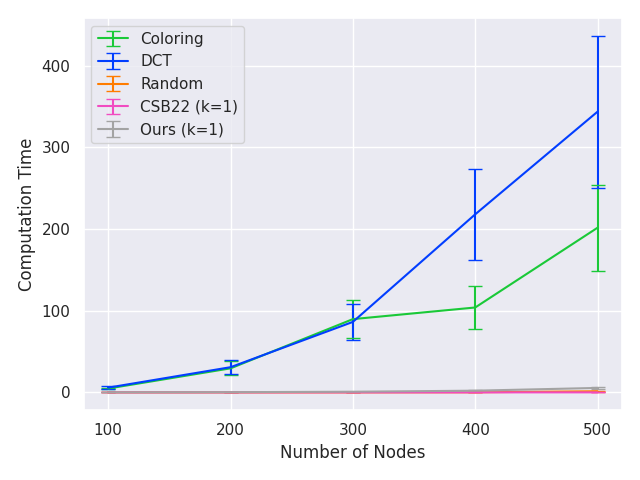 Coloring
DCT
Random
CSB22 (k=1)
Ours (k=1)
Computation Time
400
300
200
100
0
100 200 300 400 500
Number of Nodes